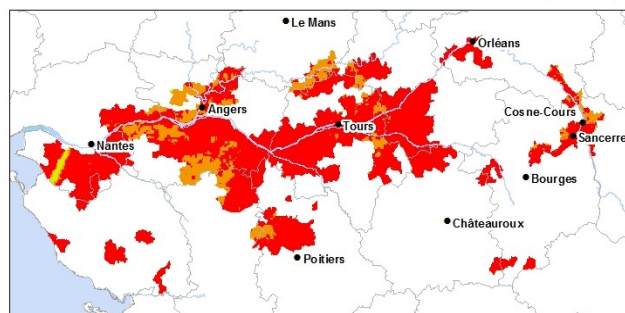 Le Mans
Orléans
Angers
Cosne-Cours
Tours
Sancerre
Nantes
Bourges
Châteauroux
Poitiers